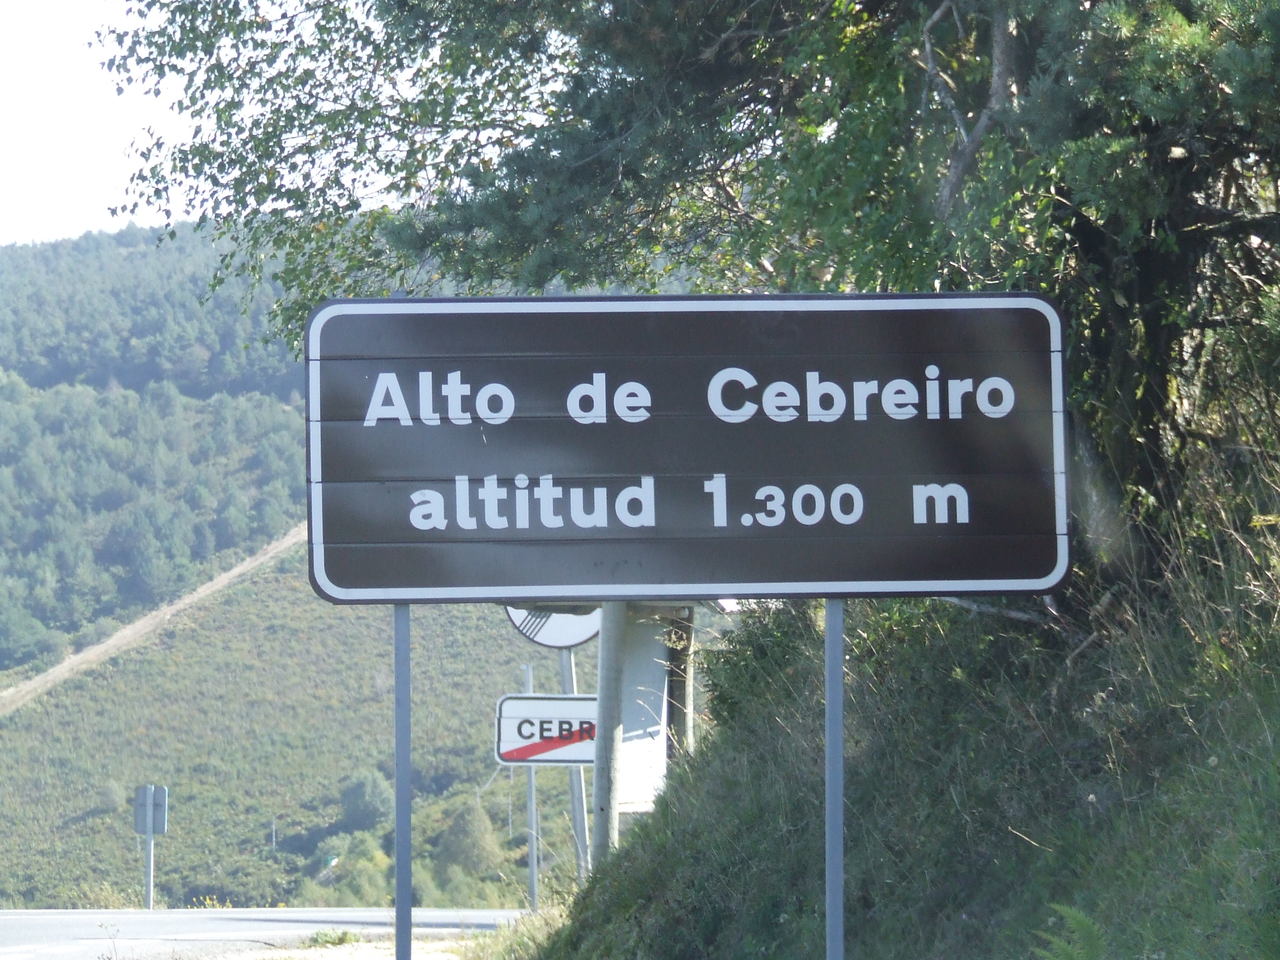 Alto de Cebreiro
altitud 1.300 m
CEBR